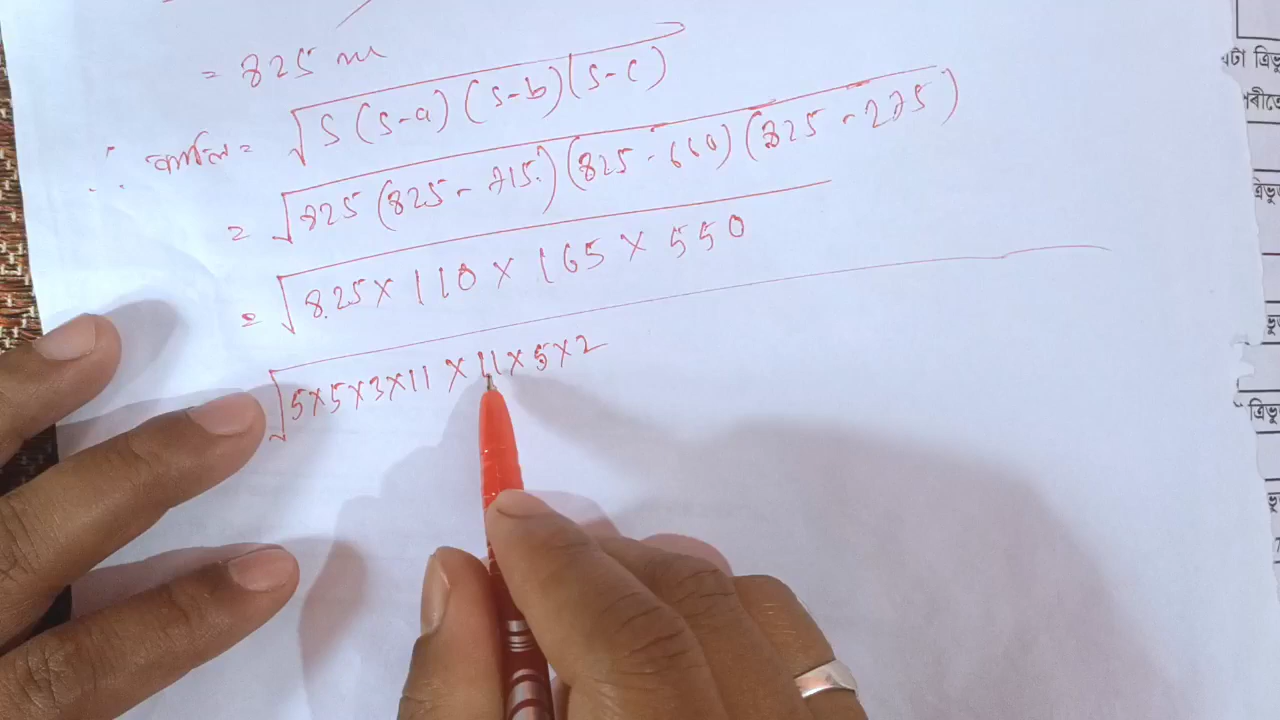 = 825 m
∴ কালি = √S(S-a)(S-b)(S-c)
= √825(825-715)(825-660)(825-275)
= √825×110×165×550
√5×5×3×11×11×5×2
ত্ৰিভু